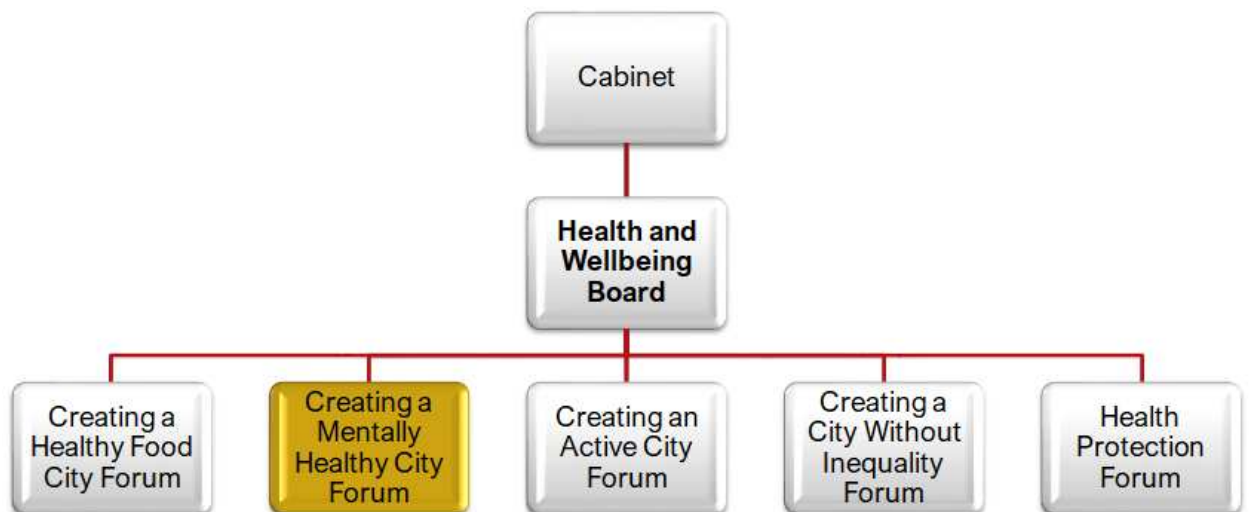 Cabinet
Health and
Wellbeing
Board
Creating a
Healthy Food
City Forum
Creating a
Mentally
Healthy City
Forum
Creating an
Active City
Forum
Creating a
City Without
Inequality
Forum
Health
Protection
Forum